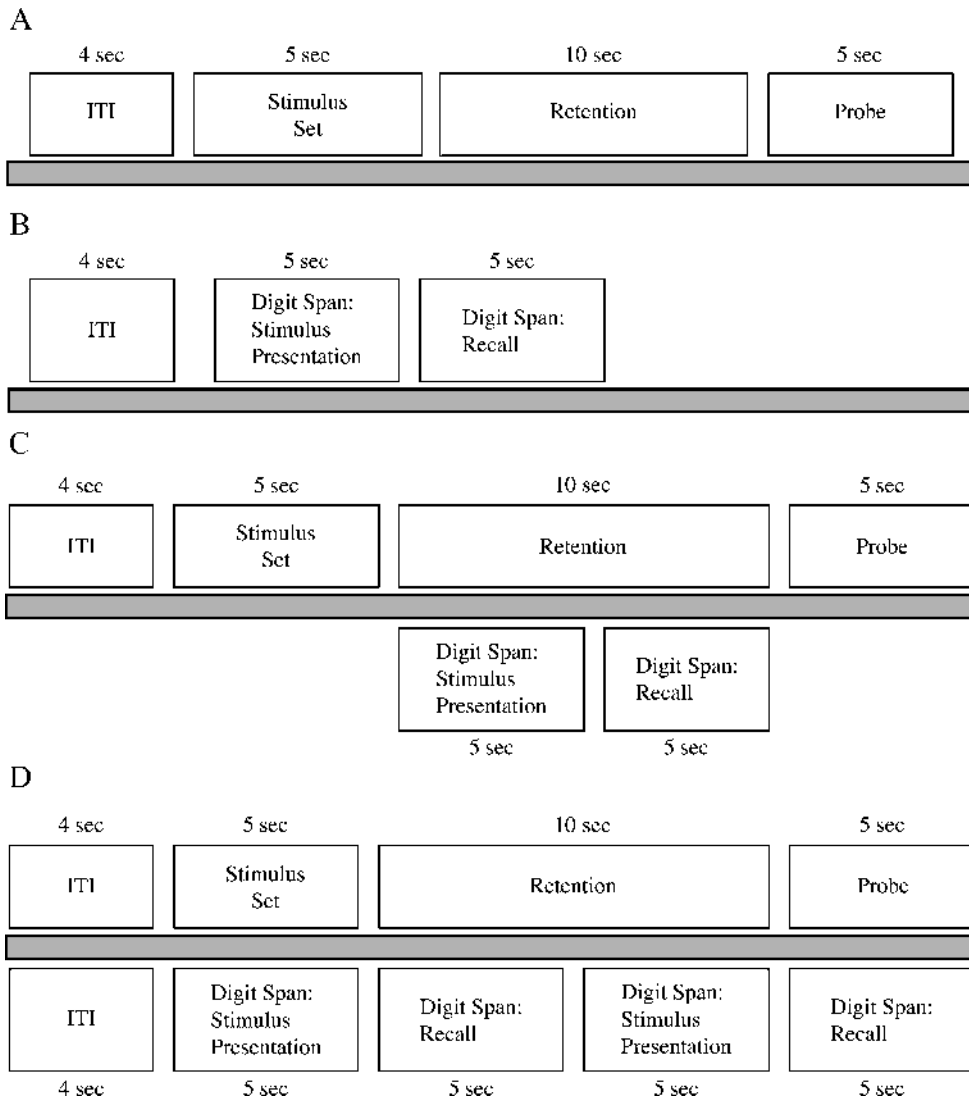 A
4 sec 5 sec 10 sec 5 sec
ITI
Stimulus
Set
Retention
Probe
B
4 sec 5 sec 5 sec
ITI
Digit Span:
Stimulus
Presentation
Digit Span:
Recall
C
4 sec 5 sec 10 sec 5 sec
ITI
Stimulus
Set
Retention
Probe
Digit Span:
Stimulus
Presentation
Digit Span:
Recall
5 sec 5 sec
D
4 sec 5 sec 10 sec 5 sec
ITI
Stimulus
Set
Retention
Probe
ITI
Digit Span:
Stimulus
Presentation
Digit Span:
Recall
Digit Span:
Stimulus
Presentation
Digit Span:
Recall
4 sec 5 sec 5 sec 5 sec 5 sec